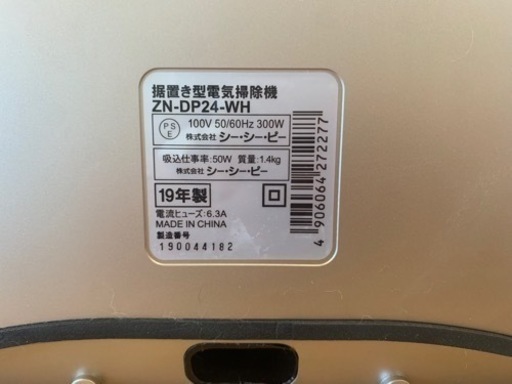 据置き型電気掃除機
ZN-DP24-WH
PS
E
100V 50/60Hz 300W
株式会社 シー・シー・ピー
吸込仕事率:50W 質量:1.4kg
株式会社 シー・シー・ピー
19年製
電流ヒューズ:6.3A
MADE IN CHINA
製造番号
190044182
4 906064 272277